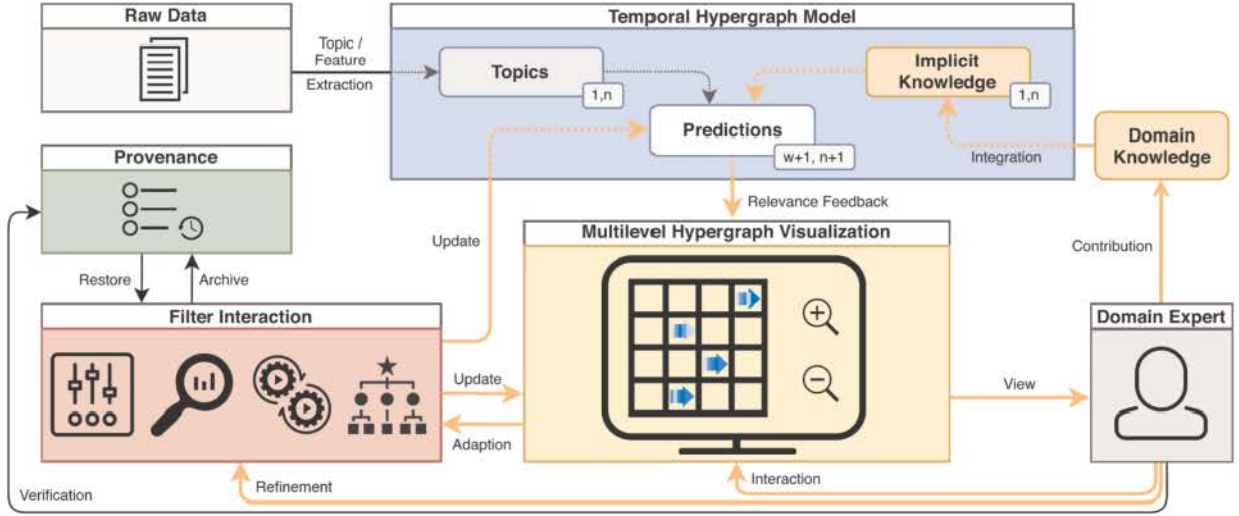 Raw Data
Topic /
Feature
Extraction
Temporal Hypergraph Model
Topics
1,n
Implicit
Knowledge
1,n
Predictions
w+1, n+1
Integration
Domain
Knowledge
Provenance
Relevance Feedback
Update
Multilevel Hypergraph Visualization
Contribution
Restore
Archive
Filter Interaction
Domain Expert
Update
View
Adaption
Interaction
Refinement
Verification